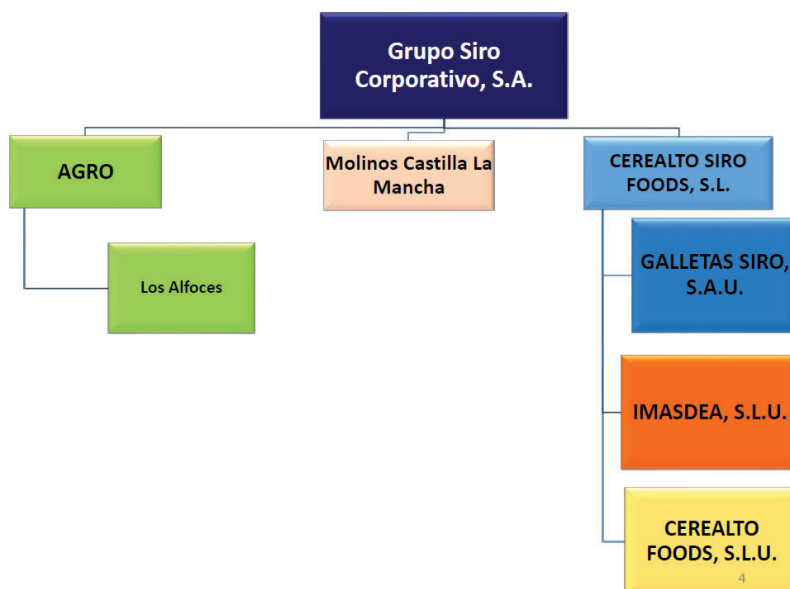 Grupo Siro
Corporativo, S.A.
AGRO
Molinos Castilla La
Mancha
CEREALTO SIRO
FOODS, S.L.
Los Alfoces
GALLETAS SIRO,
S.A.U.
IMASDEA, S.L.U.
CEREALTO
FOODS, S.L.U.
4